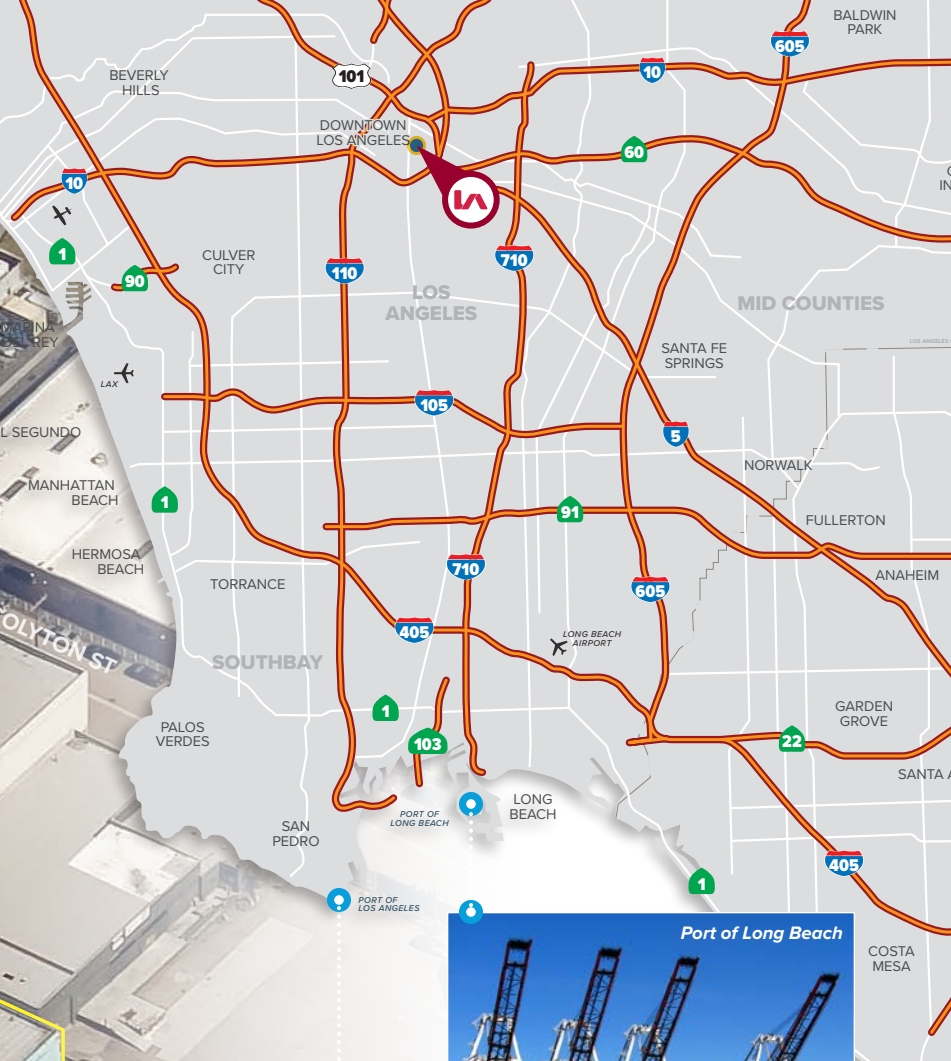 BALDWIN
PARK
605
BEVERLY
HILLS
101
10
DOWNTOWN
LOS ANGELES
60
10
LA
1
CULVER
CITY
90
110
710
LOS
ANGELES
MID COUNTIES
MARINA
DEL REY
SANTA FE
SPRINGS
LAX
105
L SEGUNDO
5
NORWALK
MANHATTAN
BEACH
1
91
FULLERTON
HERMOSA
BEACH
710
TORRANCE
605
ANAHEIM
OLYTON ST
405
LONG BEACH
AIRPORT
SOUTHBAY
1
GARDEN
GROVE
PALOS
VERDES
103
22
SANTA A
LONG
BEACH
PORT OF
LONG BEACH
SAN
PEDRO
405
1
PORT OF
LOS ANGELES
Port of Long Beach
COSTA
MESA